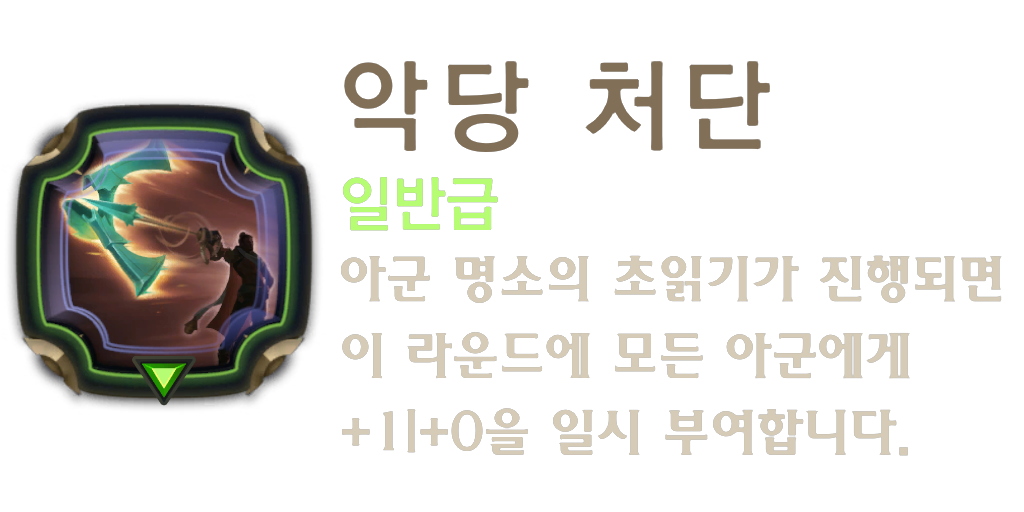 악당 처단
일반급
아군 명소의 초읽기가 진행되면
이 라운드에 모든 아군에게
+1|+0을 일시 부여합니다.